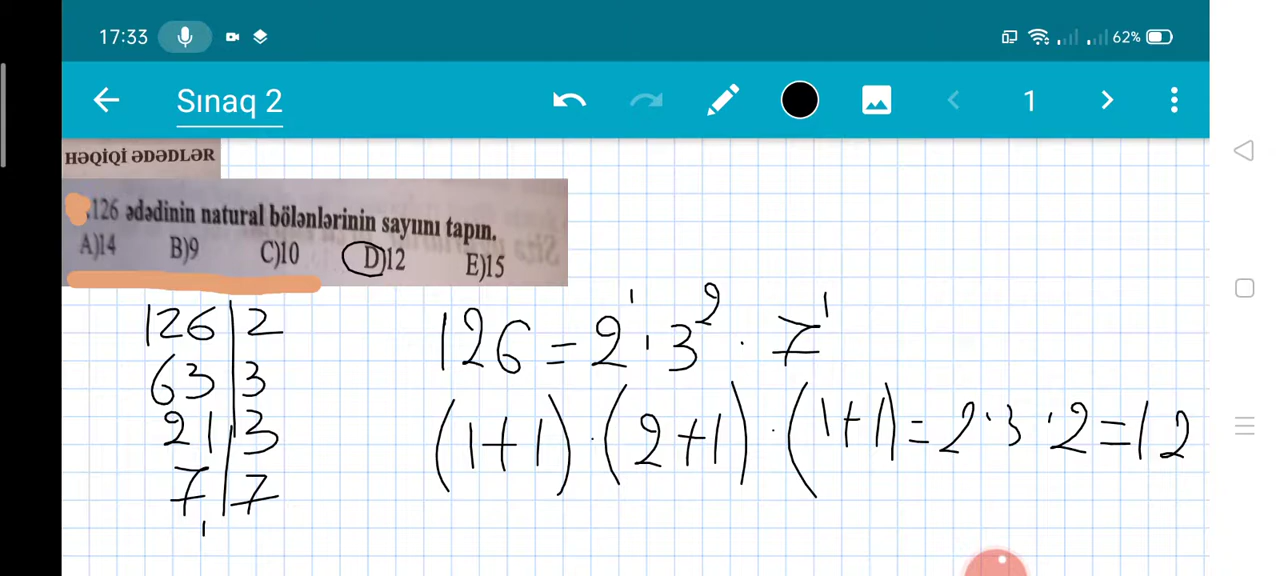 17:33 62%
Sınaq 2 1
HƏQİQİ ƏDƏDLƏR
126 ədədinin natural bölənlərinin sayını tapın.
A)14 B)9 C)10 D)12 E)15
126 | 2
63 | 3
21 | 3
7 | 7
1
126 = 2¹ · 3² · 7¹
(1+1) · (2+1) · (1+1) = 2 · 3 · 2 = 12